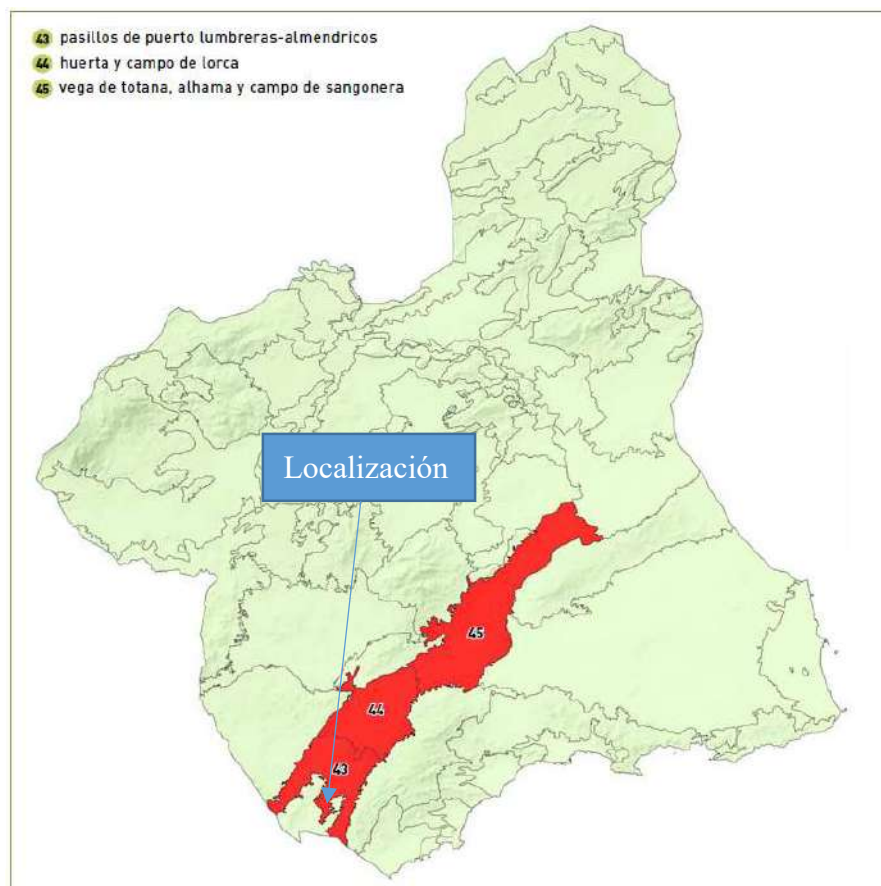 43 pasillos de puerto lumbreras-almendricos
44 huerta y campo de lorca
45 vega de totana, alhama y campo de sangonera
Localización
45
44
43